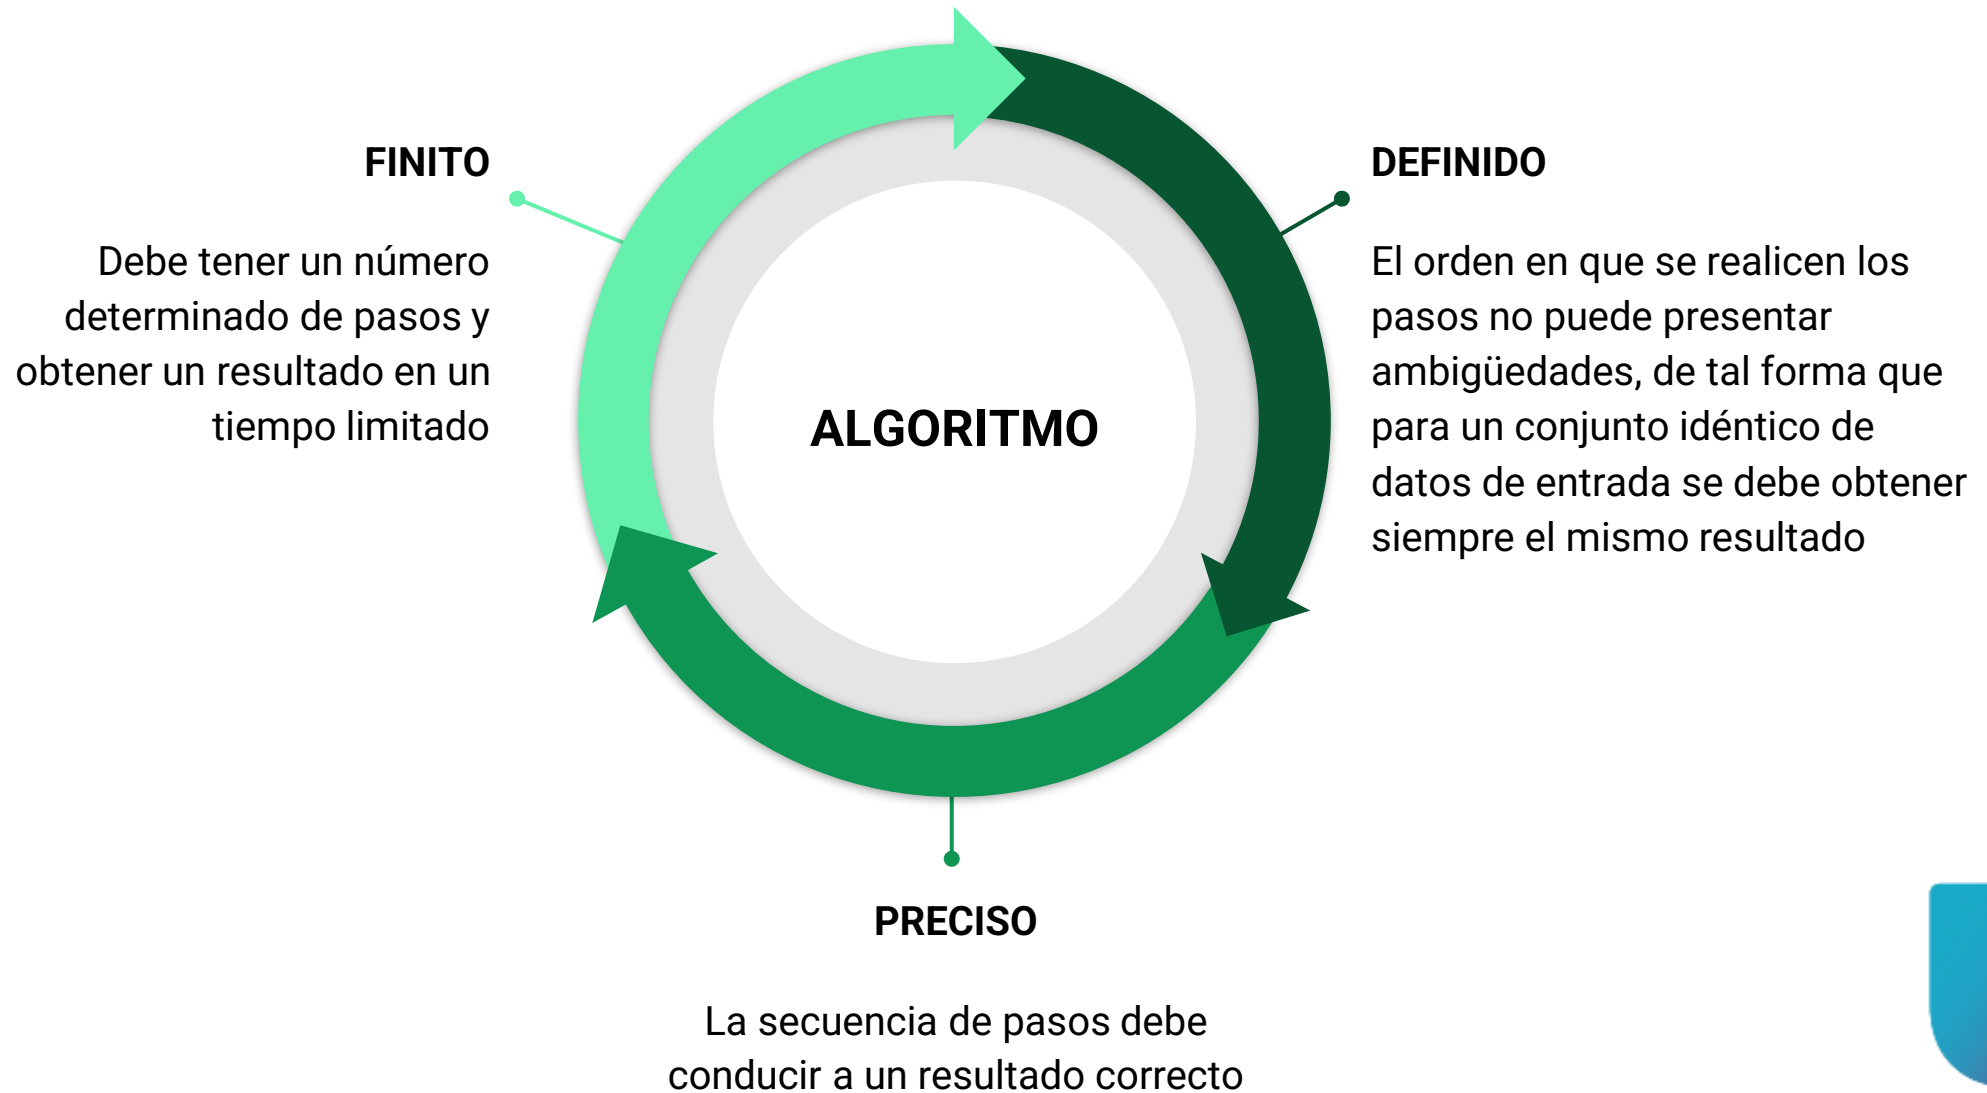 FINITO
Debe tener un número
determinado de pasos y
obtener un resultado en un
tiempo limitado
ALGORITMO
DEFINIDO
El orden en que se realicen los
pasos no puede presentar
ambigüedades, de tal forma que
para un conjunto idéntico de
datos de entrada se debe obtener
siempre el mismo resultado
PRECISO
La secuencia de pasos debe
conducir a un resultado correcto